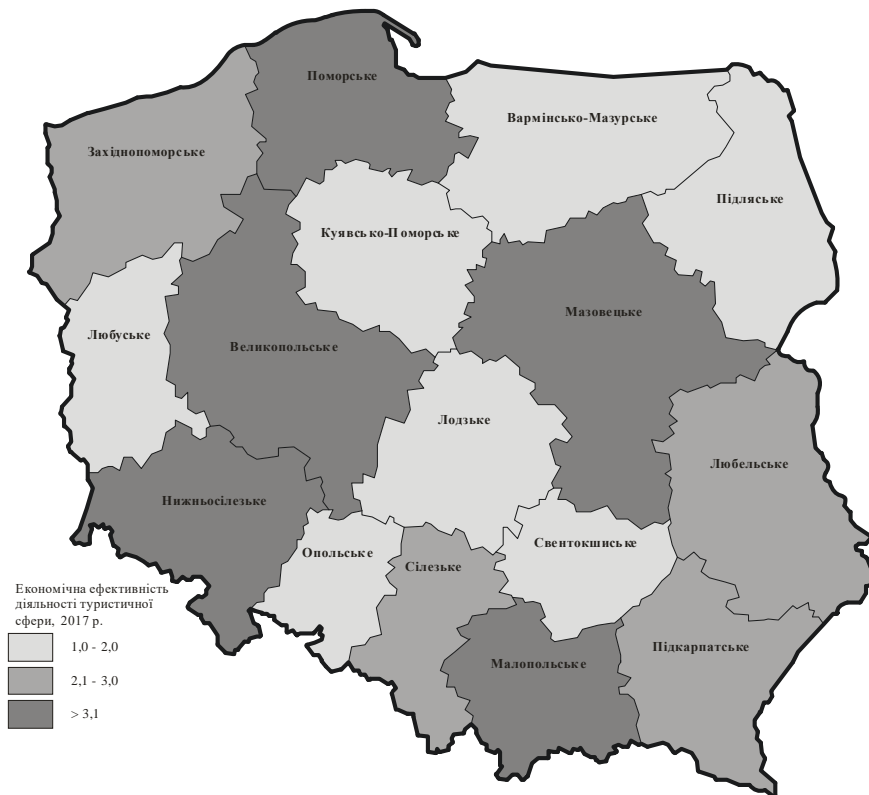 Поморське
Вармінсько-Мазурське
Західнопоморське
Підляське
Куявсько-Поморське
Мазовецьке
Любуське
Великопольське
Лодзьке
Любельське
Нижньосілезьке
Свентокшиське
Опольське
Сілезьке
Підкарпатське
Малопольське
Економічна ефективність
діяльності туристичної
сфери, 2017 р.
1,0 - 2,0
2,1 - 3,0
> 3,1